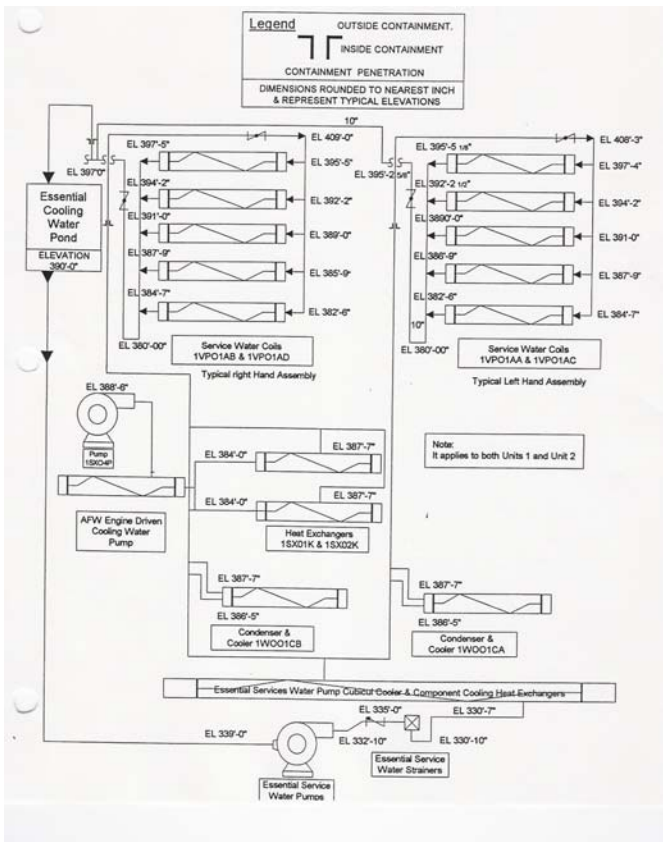 Legend
OUTSIDE CONTAINMENT.
INSIDE CONTAINMENT
CONTAINMENT PENETRATION
DIMENSIONS ROUNDED TO NEAREST INCH
& REPRESENT TYPICAL ELEVATIONS
10"
EL 397'-5"
EL 409'-0"
EL 395'-5 1/8"
EL 408'-3"
EL 397'0"
EL 395'-5"
EL 395'-2 5/8"
EL 397'-4"
EL 394'-2"
EL 392'-2"
EL 392'-2 1/2"
EL 394'-2"
Essential
Cooling
Water
Pond
ELEVATION
390'-0"
EL 391'-0"
EL 389'-0"
EL 3890'-0"
EL 391-0"
EL 387'-9"
EL 385'-9"
EL 386'-9"
EL 387'-9"
EL 384'-7"
EL 382'-6"
EL 382'-6"
EL 384'-7"
10"
EL 380'-00"
EL 380'-00"
Service Water Coils
1VPO1AB & 1VPO1AD
Typical right Hand Assembly
Service Water Coils
1VPO1AA & 1VPO1AC
Typical Left Hand Assembly
EL 388'-6"
Pump
1SXO4P
AFW Engine Driven
Cooling Water
Pump
EL 387'-7"
EL 384'-0"
EL 387'-7"
EL 384'-0"
Heat Exchangers
1SX01K & 1SX02K
Note:
It applies to both Units 1 and Unit 2
EL 387'-7"
EL 386'-5"
Condenser &
Cooler 1WOO1CB
EL 387'-7"
EL 386'-5"
Condenser &
Cooler 1WOO1CA
Essential Services Water Pump Cubicul Cooler & Component Cooling Heat Exchangers
EL 335'-0"
EL 330'-7"
EL 339'-0"
EL 332'-10"
EL 330'-10"
Essential Service
Water Strainers
Essential Service
Water Pumps